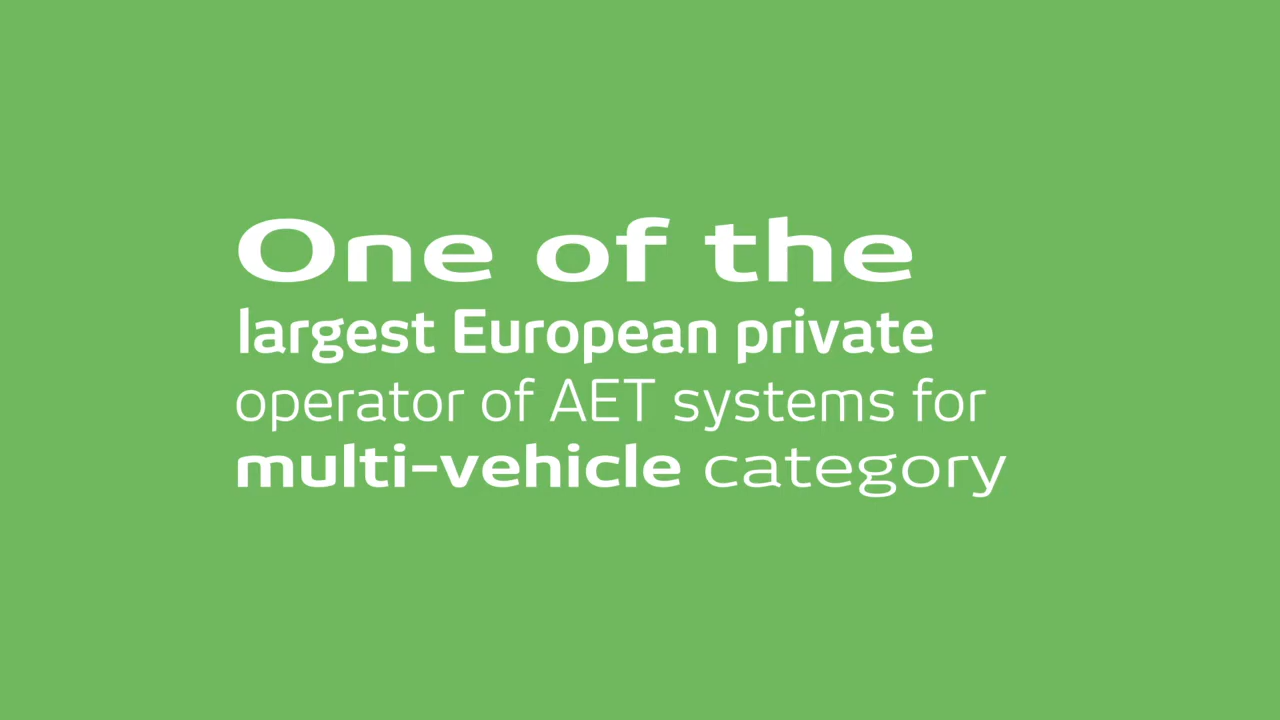 One of the
largest European private
operator of AET systems for
multi-vehicle category